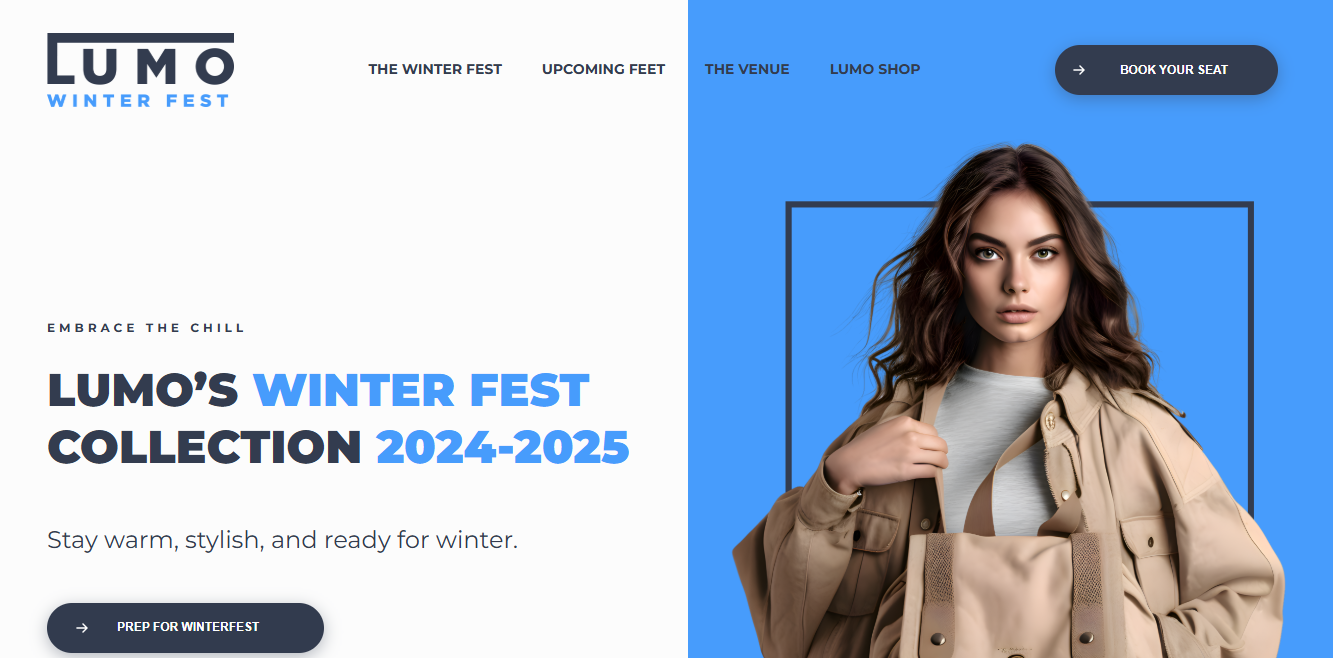 LUMO
WINTER FEST
THE WINTER FEST
UPCOMING FEET
THE VENUE
LUMO SHOP
BOOK YOUR SEAT
EMBRACE THE CHILL
LUMO’S WINTER FEST
COLLECTION 2024-2025
Stay warm, stylish, and ready for winter.
PREP FOR WINTERFEST